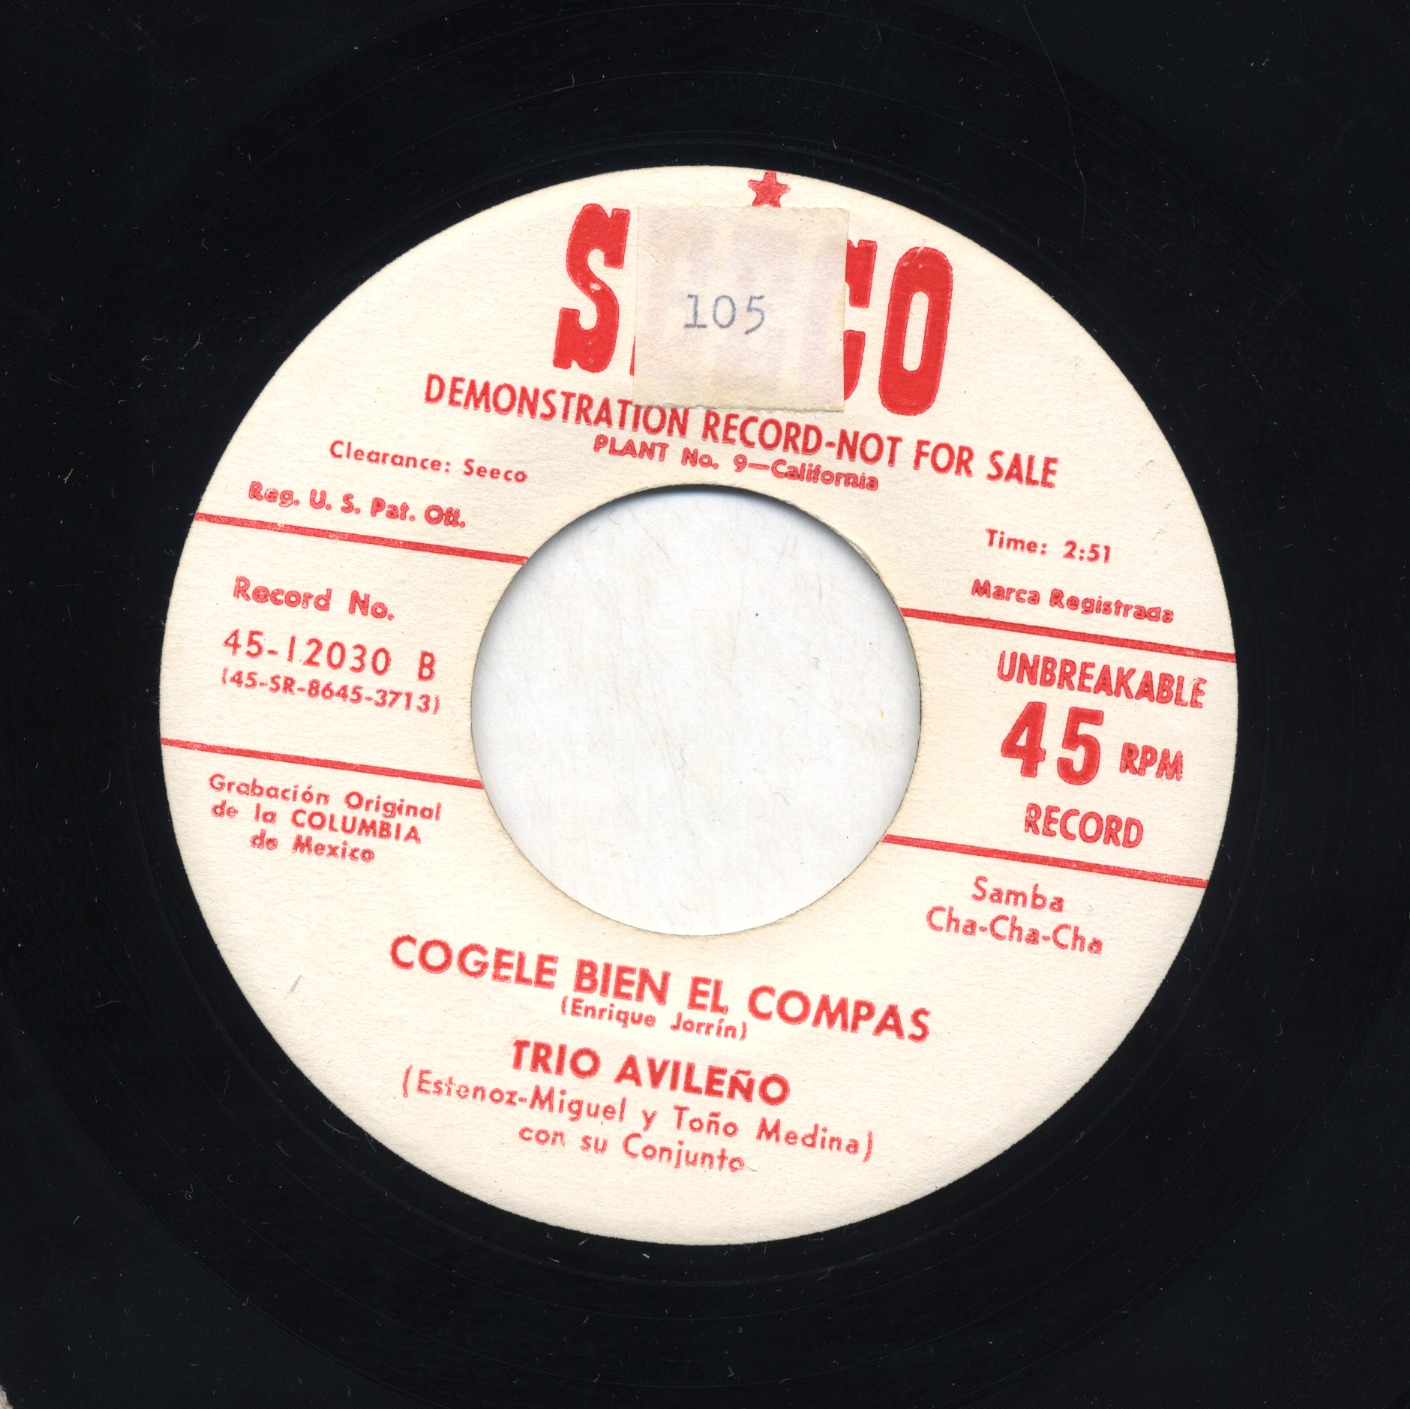 105
DEMONSTRATION RECORD-NOT FOR SALE
PLANT No. 9—California
Clearance: Seeco
Reg. U. S. Pat. Off.
Time: 2:51
Marca Registrada
Record No.
45-12030 B
(45-SR-8645-3713)
UNBREAKABLE
45 RPM
RECORD
Grabación Original
de la COLUMBIA
de Mexico
Samba
Cha-Cha-Cha
COGELE BIEN EL COMPAS
(Enrique Jorrín)
TRIO AVILEÑO
(Estenoz-Miguel y Toño Medina)
con su Conjunto